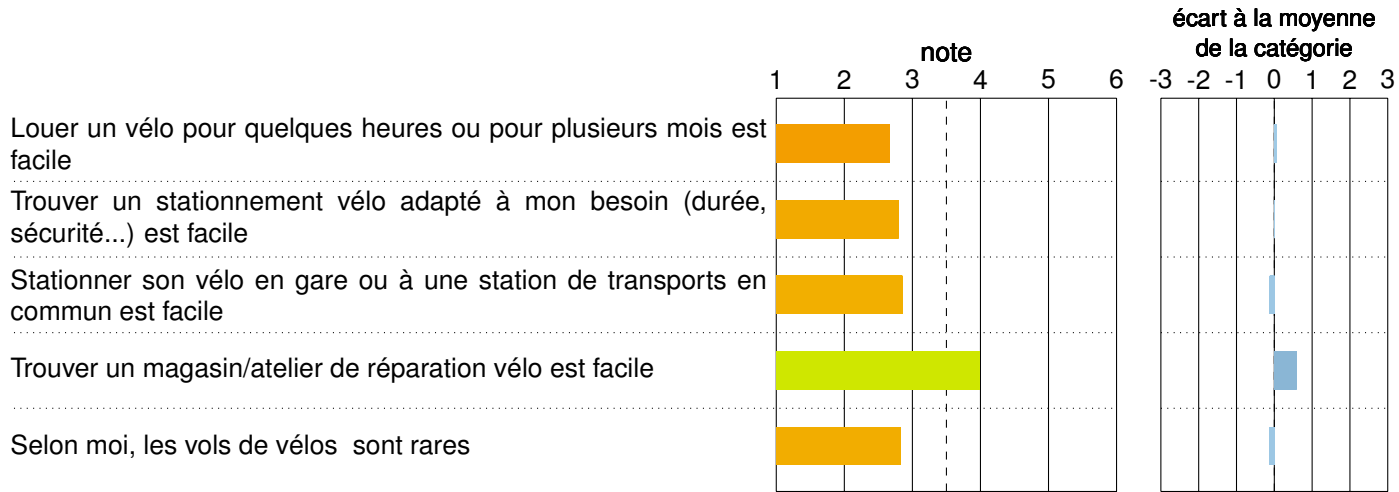 écart à la moyenne
de la catégorie
note
1 2 3 4 5 6
-3 -2 -1 0 1 2 3
Louer un vélo pour quelques heures ou pour plusieurs mois est
facile
Trouver un stationnement vélo adapté à mon besoin (durée,
sécurité...) est facile
Stationner son vélo en gare ou à une station de transports en
commun est facile
Trouver un magasin/atelier de réparation vélo est facile
Selon moi, les vols de vélos sont rares